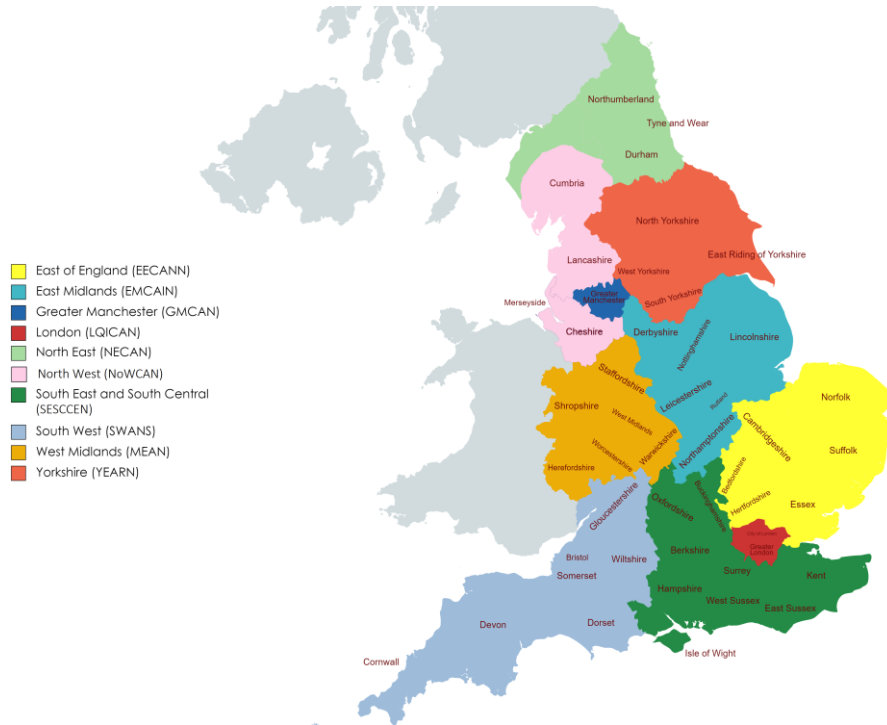 Northumberland
Tyne and Wear
Durham
Cumbria
North Yorkshire
East Riding of Yorkshire
Lancashire
West Yorkshire
East of England (EECANN)
East Midlands (EMCAIN)
Greater Manchester (GMCAN)
London (LQICAN)
North East (NECAN)
North West (NoWCAN)
South East and South Central
(SESCCEN)
South West (SWANS)
West Midlands (MEAN)
Yorkshire (YEARN)
Greater
Manchester
South Yorkshire
Merseyside
Cheshire
Derbyshire
Nottinghamshire
Lincolnshire
Staffordshire
Shropshire
West Midlands
Leicestershire
Rutland
Norfolk
Cambridgeshire
Suffolk
Worcestershire
Warwickshire
Northamptonshire
Herefordshire
Bedfordshire
Hertfordshire
Essex
Gloucestershire
Oxfordshire
Buckinghamshire
City of London
Greater
London
Bristol
Somerset
Wiltshire
Berkshire
Surrey
Kent
Hampshire
West Sussex
East Sussex
Devon
Dorset
Isle of Wight
Cornwall